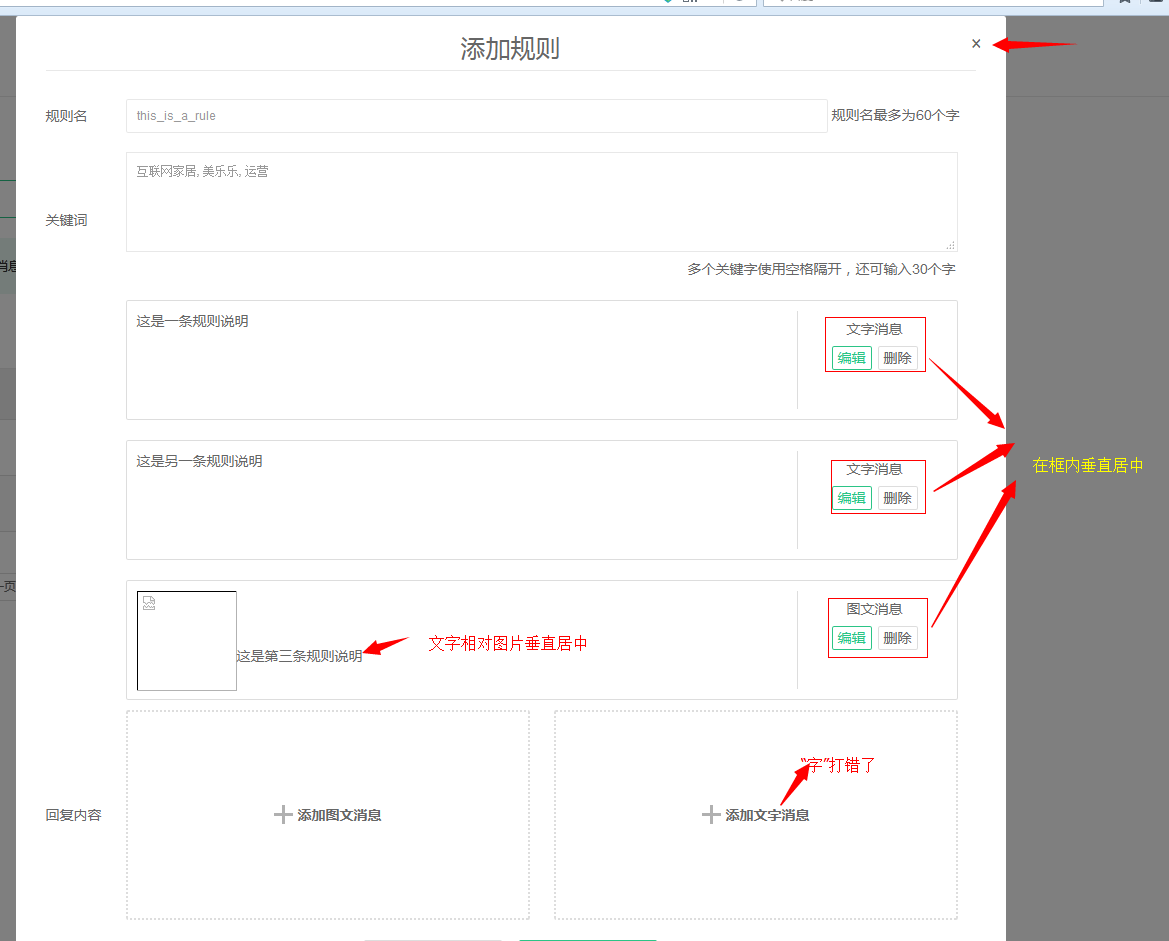 添加规则
×
规则名
this_is_a_rule
规则名最多为60个字
互联网家居, 美乐乐, 运营
关键词
消息
多个关键字使用空格隔开，还可输入30个字
这是一条规则说明
文字消息
编辑
删除
在框内垂直居中
这是另一条规则说明
文字消息
编辑
删除
一页
图文消息
编辑
删除
文字相对图片垂直居中
这是第三条规则说明
“字”打错了
回复内容
添加图文消息
添加文字消息